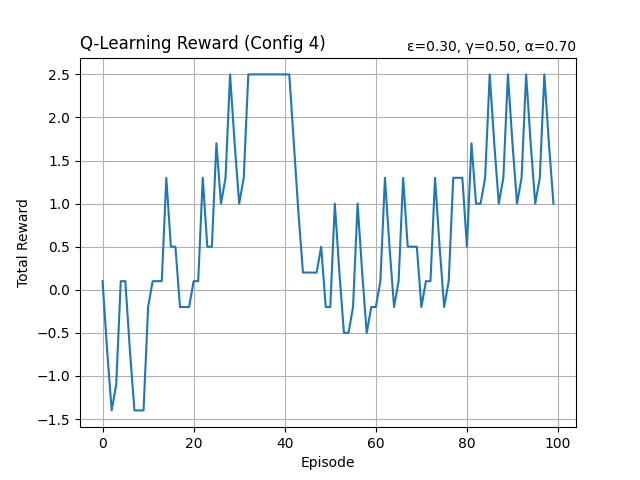 Q-Learning Reward (Config 4)
ε=0.30, γ=0.50, α=0.70
Total Reward
2.5
2.0
1.5
1.0
0.5
0.0
−0.5
−1.0
−1.5
0 20 40 60 80 100
Episode